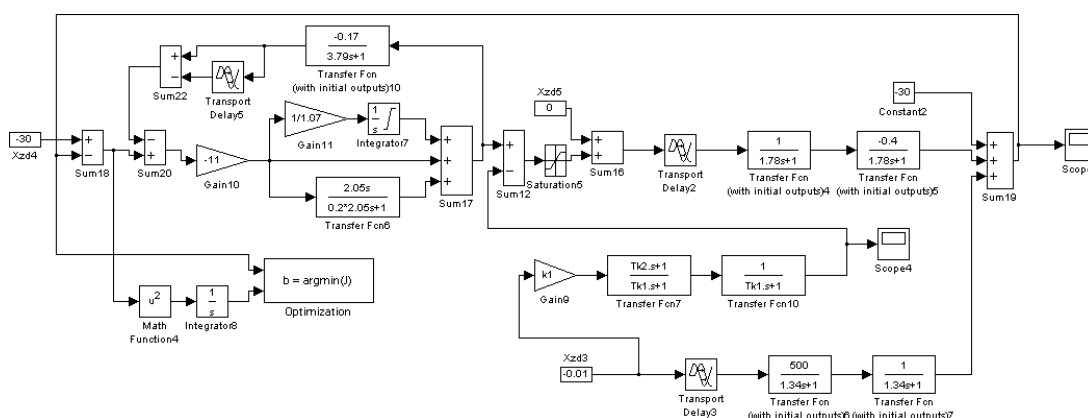 -0.17
3.79s+1
Transfer Fcn
(with initial outputs)10
+
−
Sum22
Transport
Delay5
-30
Xzd4
+
−
Sum18
−
+
Sum20
-11
Gain10
1/1.07
Gain11
1
s
Integrator7
2.05s
0.2*2.05s+1
Transfer Fcn6
+
+
+
Sum17
+
−
Sum12
Saturation5
Xzd5
0
+
+
Sum16
Transport
Delay2
1
1.78s+1
Transfer Fcn
(with initial outputs)4
-0.4
1.78s+1
Transfer Fcn
(with initial outputs)5
-30
Constant2
+
+
+
Sum19
Scope
u²
Math
Function4
1
s
Integrator8
b = argmin(J)
Optimization
k1
Gain9
Tk2.s+1
Tk1.s+1
Transfer Fcn7
1
Tk1.s+1
Transfer Fcn10
Scope4
Xzd3
-0.01
Transport
Delay3
500
1.34s+1
Transfer Fcn
(with initial outputs)6
1
1.34s+1
Transfer Fcn
(with initial outputs)7